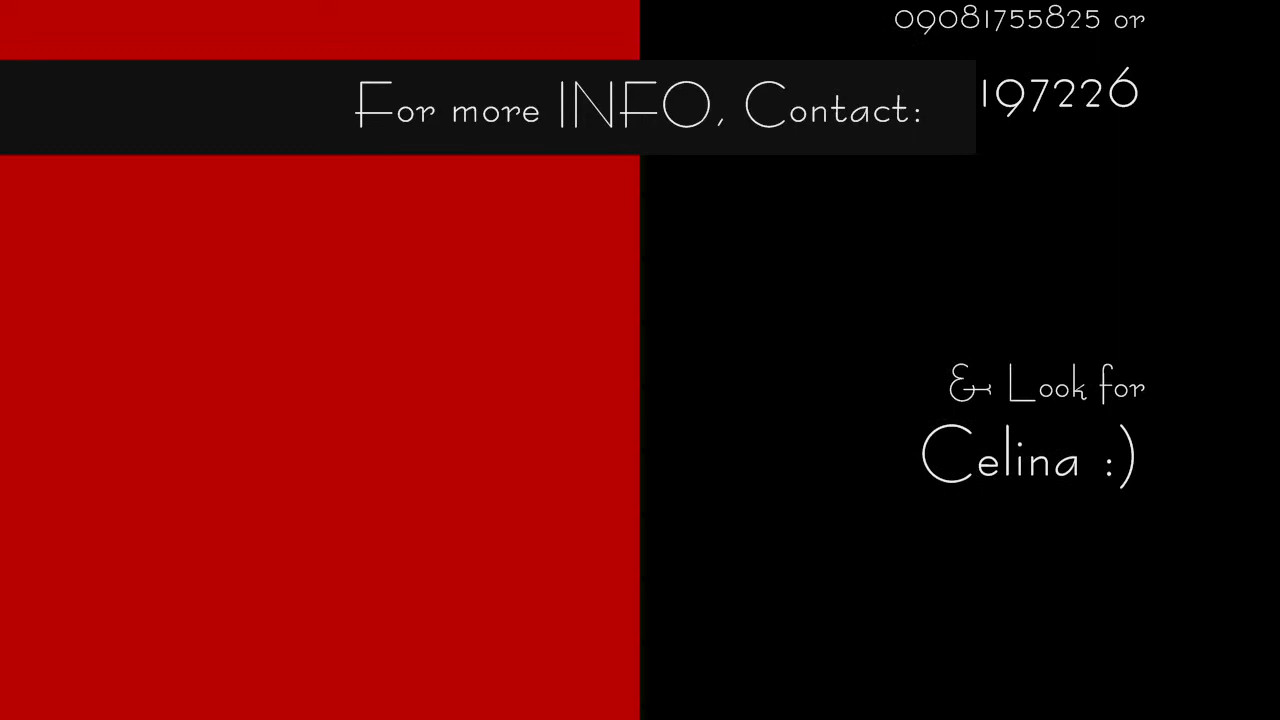 09081755825 or
For more INFO, Contact:
197226
& Look for
Celina :)